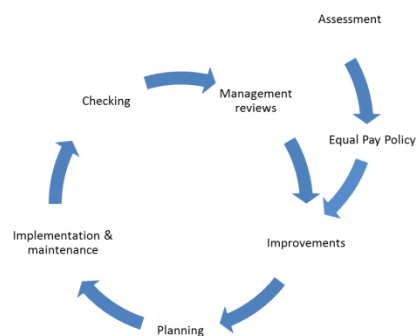 Assessment
Checking
Management
reviews
Equal Pay Policy
Implementation &
maintenance
Improvements
Planning